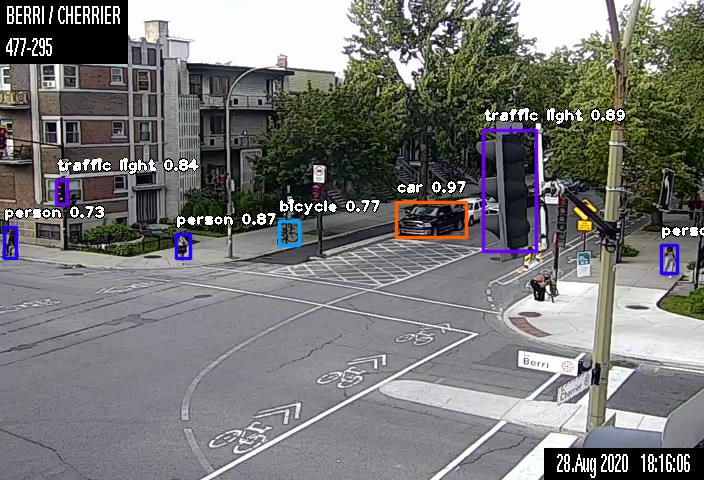 BERRI / CHERRIER
477-295
traffic light 0.89
traffic light 0.84
car 0.97
bicycle 0.77
person 0.73
person 0.87
perso
Berri
Cherrier
28.Aug 2020 18:16:06